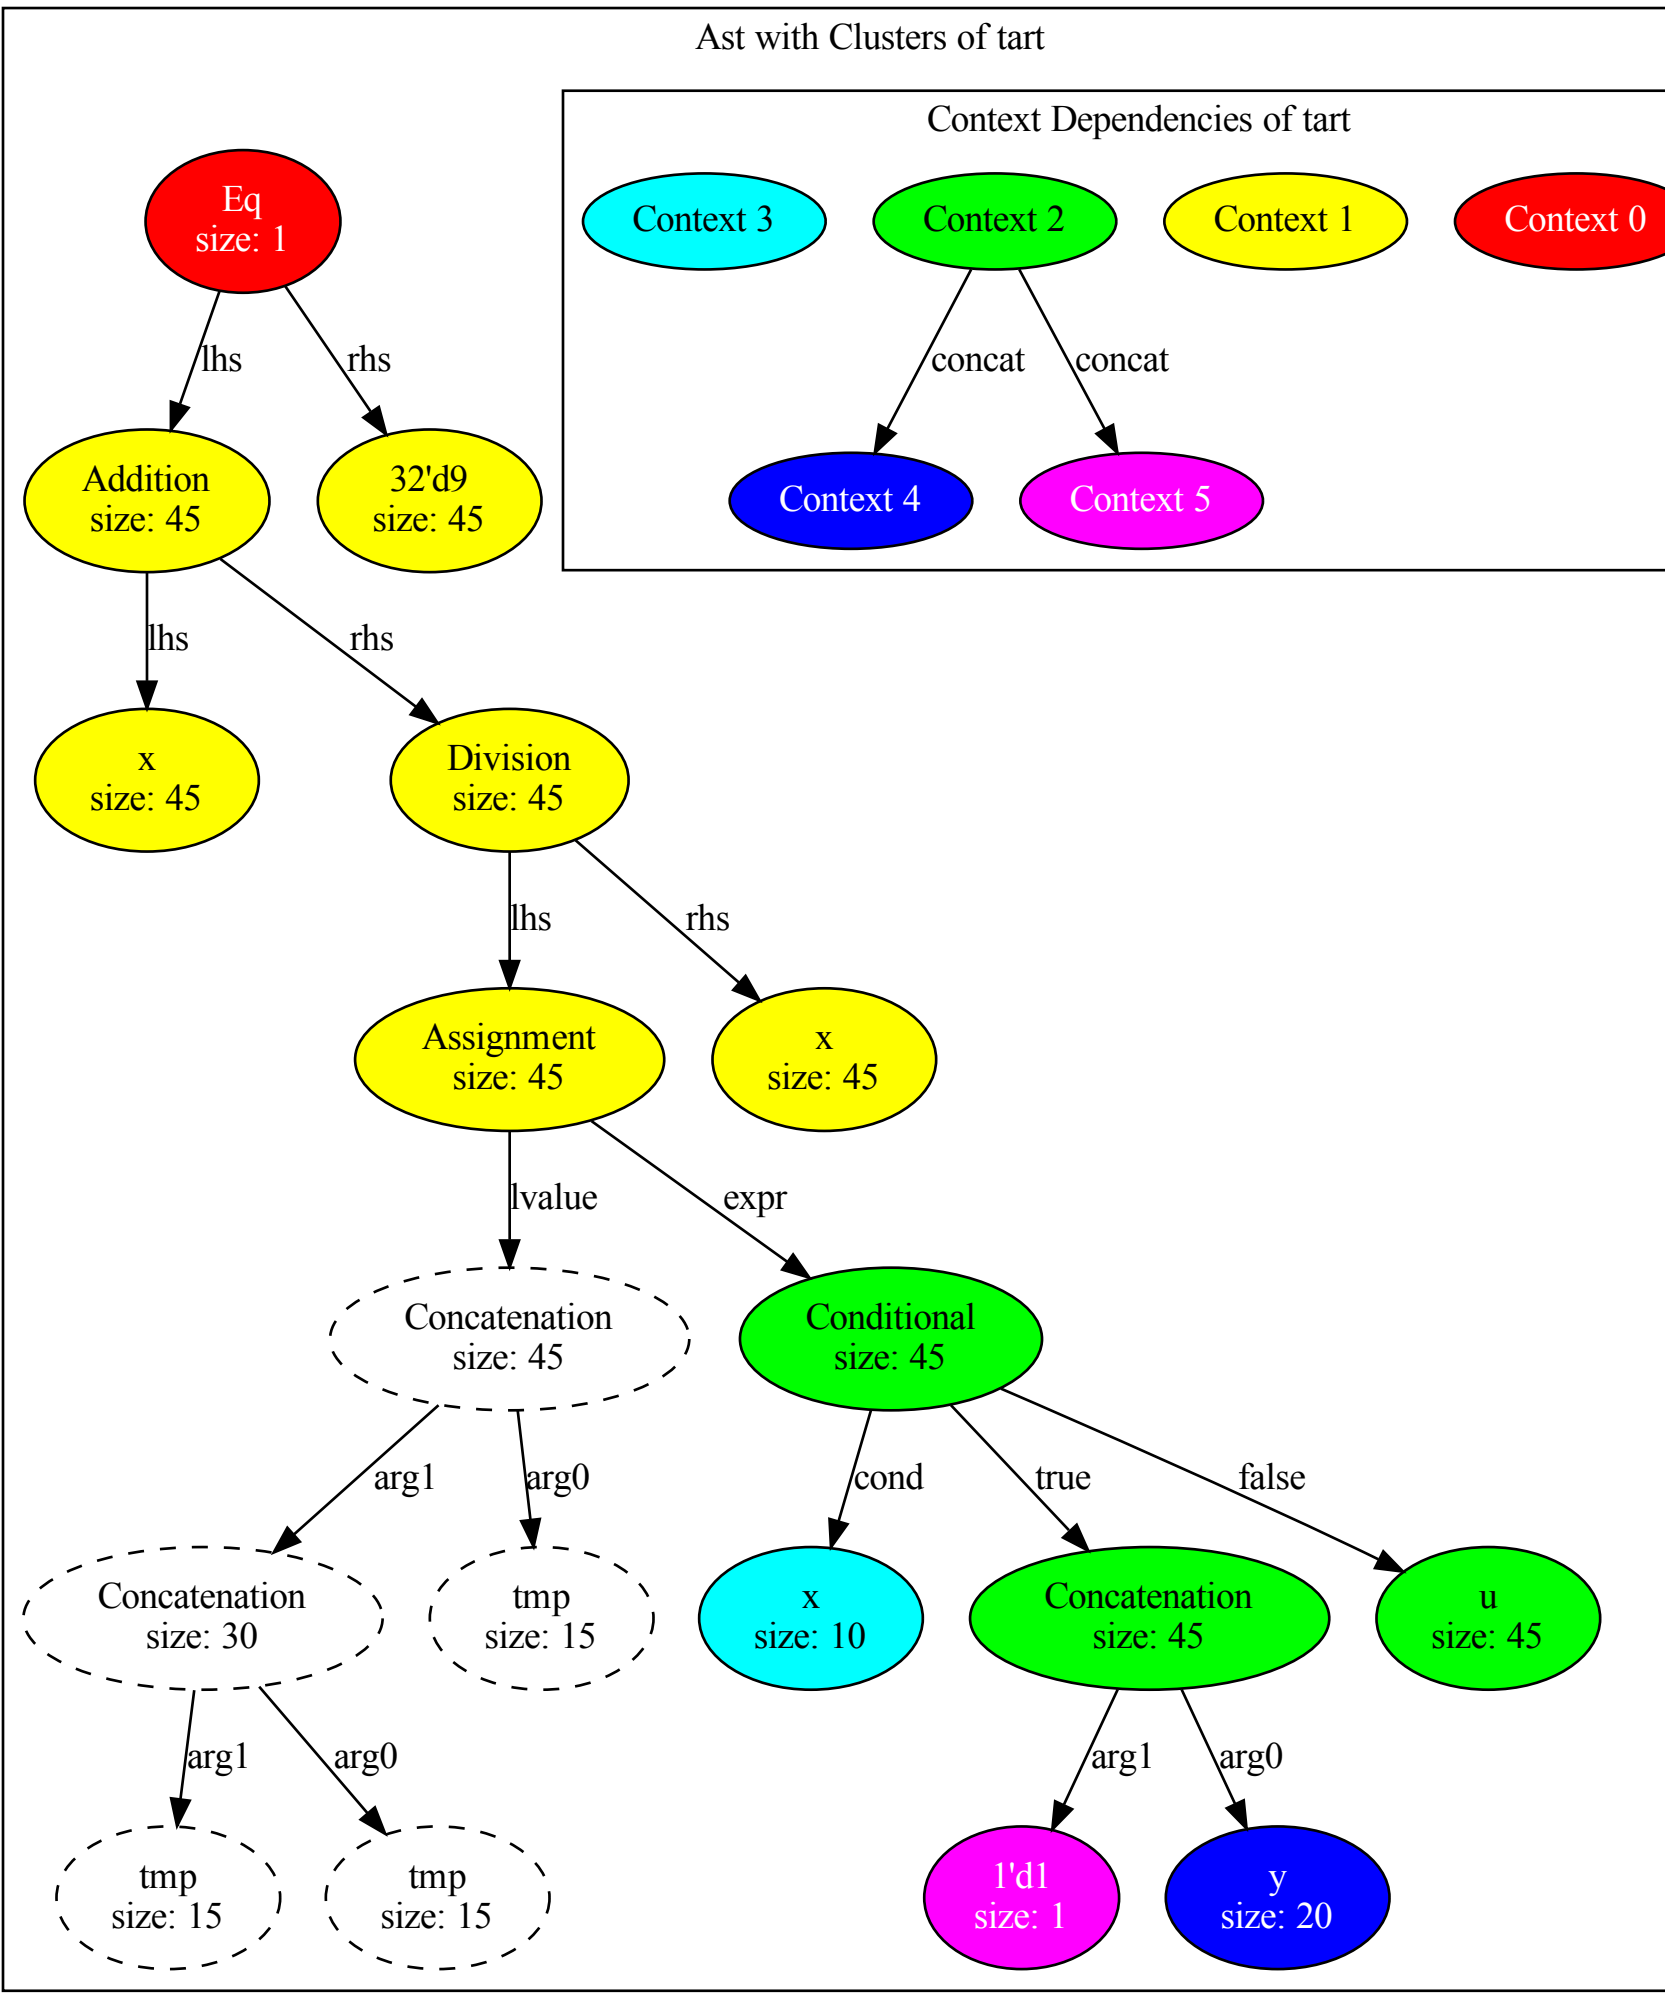 Ast with Clusters of tart
Context Dependencies of tart
Eq
size: 1
Context 3
Context 2
Context 1
Context 0
lhs
rhs
concat
concat
Addition
size: 45
32'd9
size: 45
Context 4
Context 5
lhs
rhs
x
size: 45
Division
size: 45
lhs
rhs
Assignment
size: 45
x
size: 45
lvalue
expr
Concatenation
size: 45
Conditional
size: 45
arg1
arg0
cond
true
false
Concatenation
size: 30
tmp
size: 15
x
size: 10
Concatenation
size: 45
u
size: 45
arg1
arg0
arg1
arg0
tmp
size: 15
tmp
size: 15
1'd1
size: 1
y
size: 20